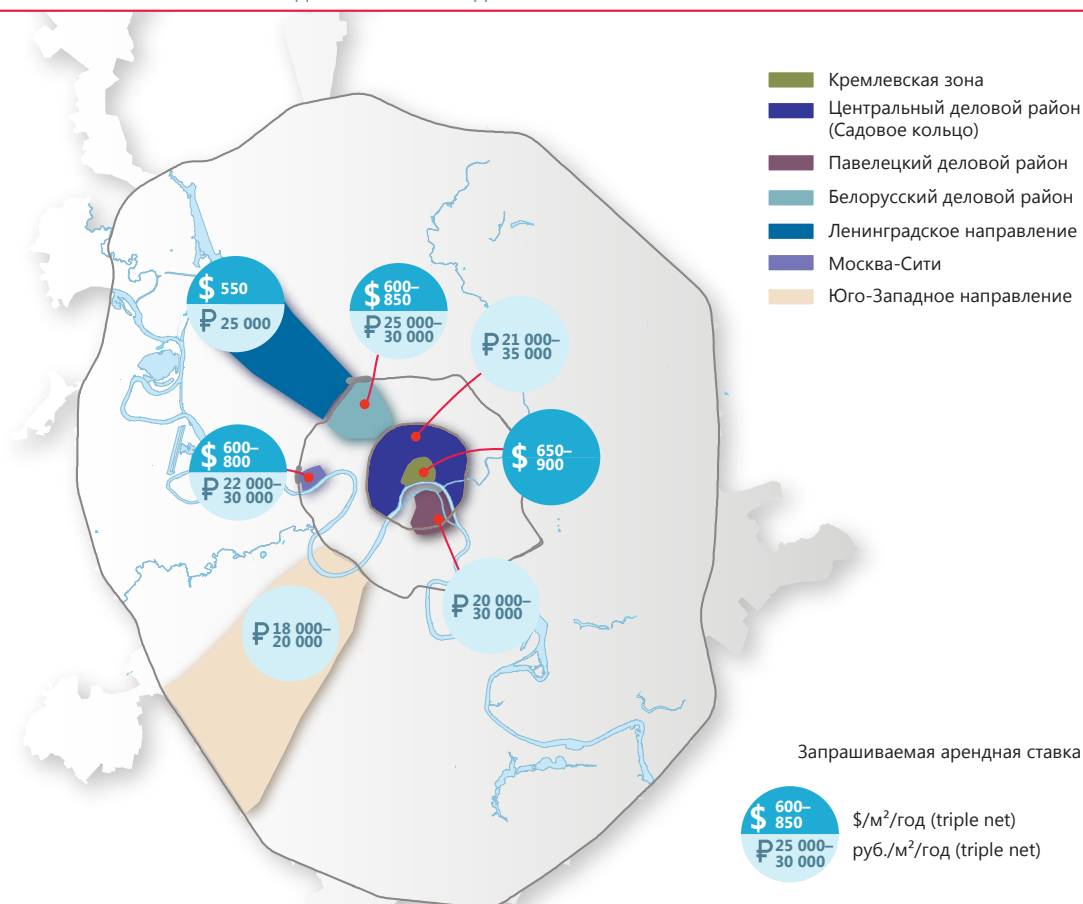 Кремлевская зона
Центральный деловой район
(Садовое кольцо)
Павелецкий деловой район
Белорусский деловой район
Ленинградское направление
Москва-Сити
Юго-Западное направление
$ 550
₽ 25 000
$ 600–
850
₽ 25 000–
30 000
₽ 21 000–
35 000
$ 600–
800
₽ 22 000–
30 000
$ 650–
900
₽ 20 000–
30 000
₽ 18 000–
20 000
Запрашиваемая арендная ставка
$ 600–
850
$/м²/год (triple net)
₽ 25 000–
30 000
руб./м²/год (triple net)